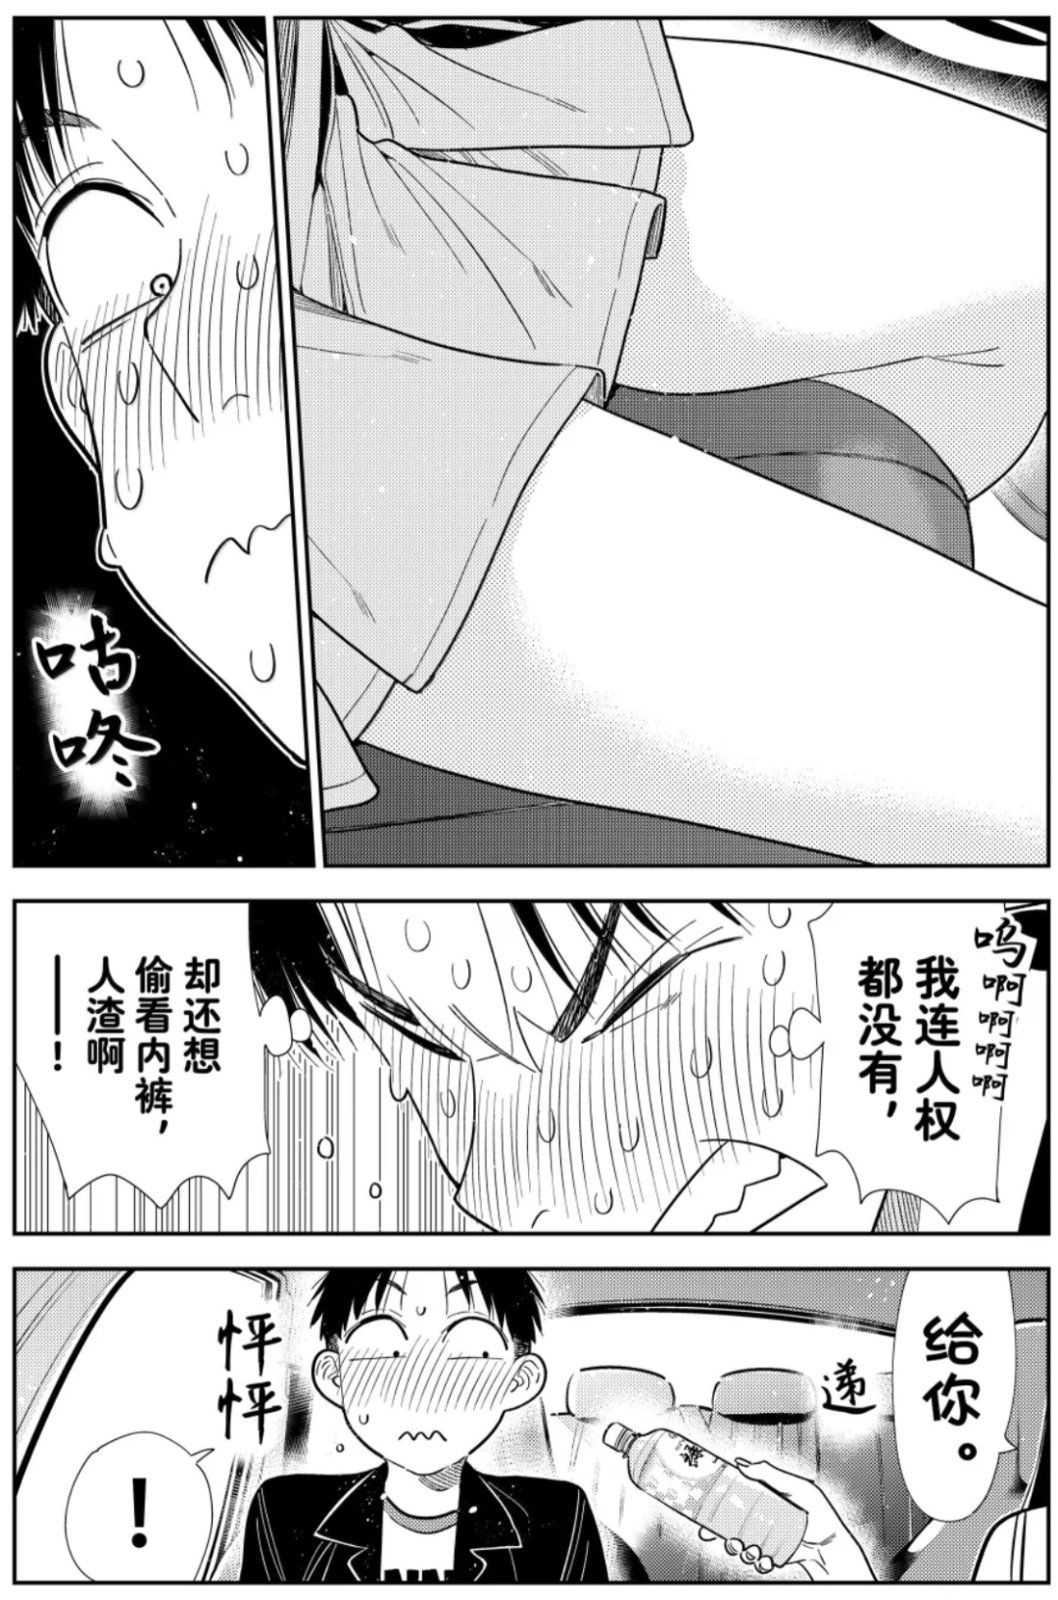 咕
咚
呜
啊
啊
啊
啊
我连人权
都没有，
却还想
偷看内裤，
人渣啊
——！
给
你。
递
怦
怦
！
绿